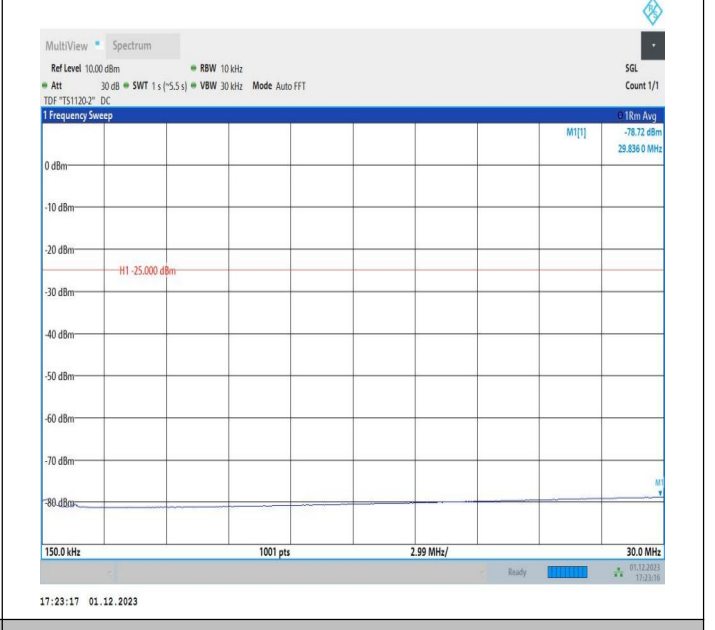 R S
MultiView Spectrum
Ref Level 10.00 dBm RBW 10 kHz SGL
Att 30 dB SWT 1 s (~5.5 s) VBW 30 kHz Mode Auto FFT Count 1/1
TDF "TS1120-2" DC
1 Frequency Sweep 1Rm Avg
M1[1] -78.72 dBm
29.836 0 MHz
0 dBm
-10 dBm
-20 dBm
H1 -25.000 dBm
-30 dBm
-40 dBm
-50 dBm
-60 dBm
-70 dBm
M1
-80 dBm
150.0 kHz 1001 pts 2.99 MHz/ 30.0 MHz
Ready 01.12.2023
17:23:16
17:23:17 01.12.2023